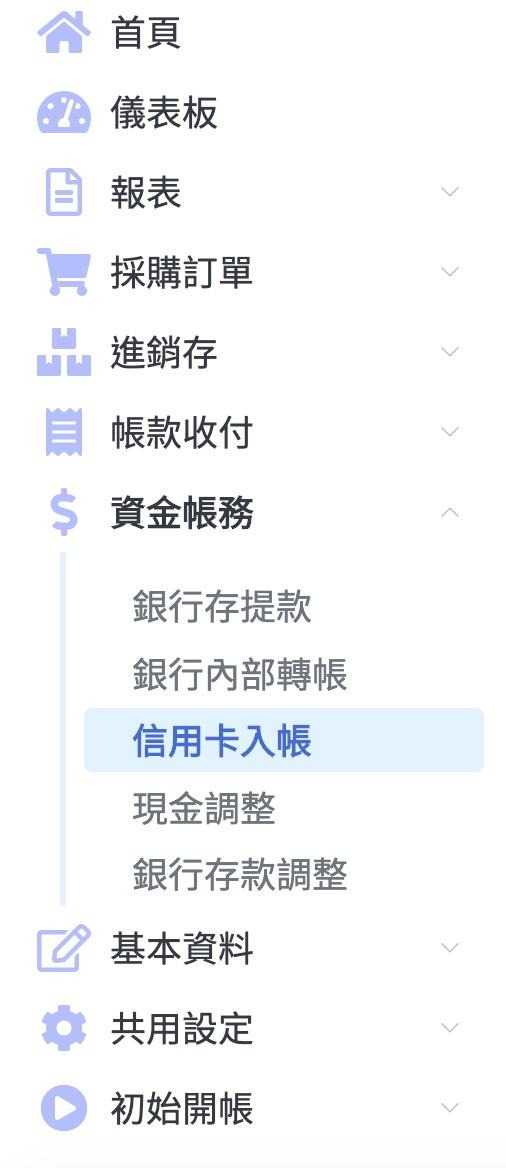 首頁
儀表板
報表
採購訂單
進銷存
帳款收付
資金帳務
銀行存提款
銀行內部轉帳
信用卡入帳
現金調整
銀行存款調整
基本資料
共用設定
初始開帳